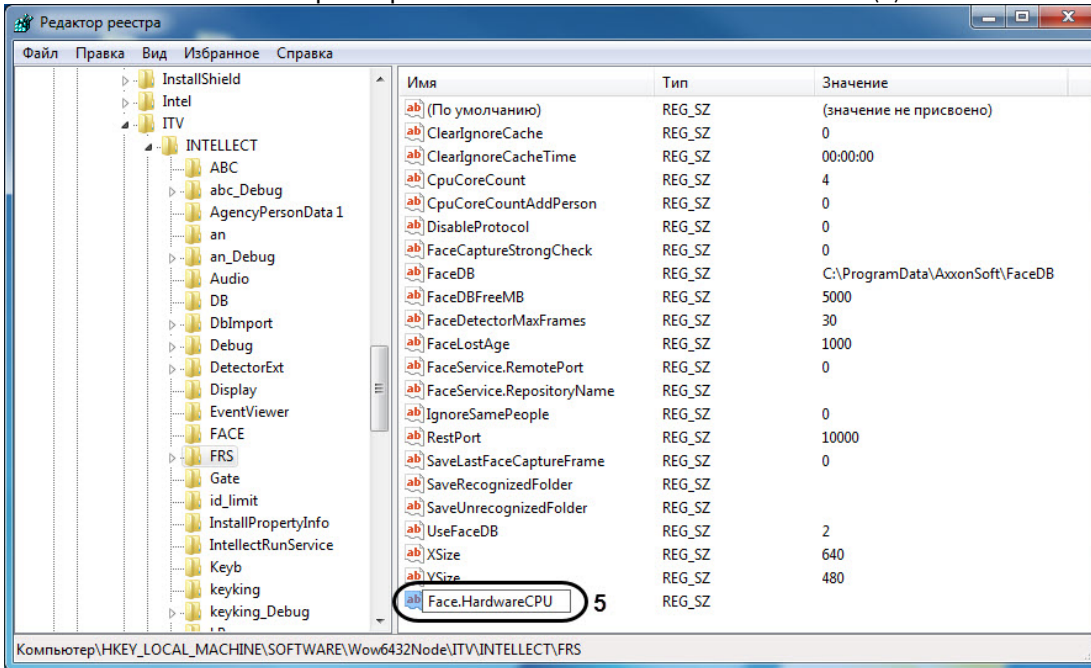 Редактор реестра
Файл Правка Вид Избранное Справка
InstallShield
Intel
ITV
INTELLECT
ABC
abc_Debug
AgencyPersonData 1
an
an_Debug
Audio
DB
DbImport
Debug
DetectorExt
Display
EventViewer
FACE
FRS
Gate
id_limit
InstallPropertyInfo
IntellectRunService
Keyb
keyking
keyking_Debug
Имя Тип Значение
(По умолчанию) REG_SZ (значение не присвоено)
ClearIgnoreCache REG_SZ 0
ClearIgnoreCacheTime REG_SZ 00:00:00
CpuCoreCount REG_SZ 4
CpuCoreCountAddPerson REG_SZ 0
DisableProtocol REG_SZ 0
FaceCaptureStrongCheck REG_SZ 0
FaceDB REG_SZ C:\ProgramData\AxxonSoft\FaceDB
FaceDBFreeMB REG_SZ 5000
FaceDetectorMaxFrames REG_SZ 30
FaceLostAge REG_SZ 1000
FaceService.RemotePort REG_SZ 0
FaceService.RepositoryName REG_SZ
IgnoreSamePeople REG_SZ 0
RestPort REG_SZ 10000
SaveLastFaceCaptureFrame REG_SZ 0
SaveRecognizedFolder REG_SZ
SaveUnrecognizedFolder REG_SZ
UseFaceDB REG_SZ 2
XSize REG_SZ 640
YSize REG_SZ 480
Face.HardwareCPU 5 REG_SZ
Компьютер\HKEY_LOCAL_MACHINE\SOFTWARE\Wow6432Node\ITV\INTELLECT\FRS